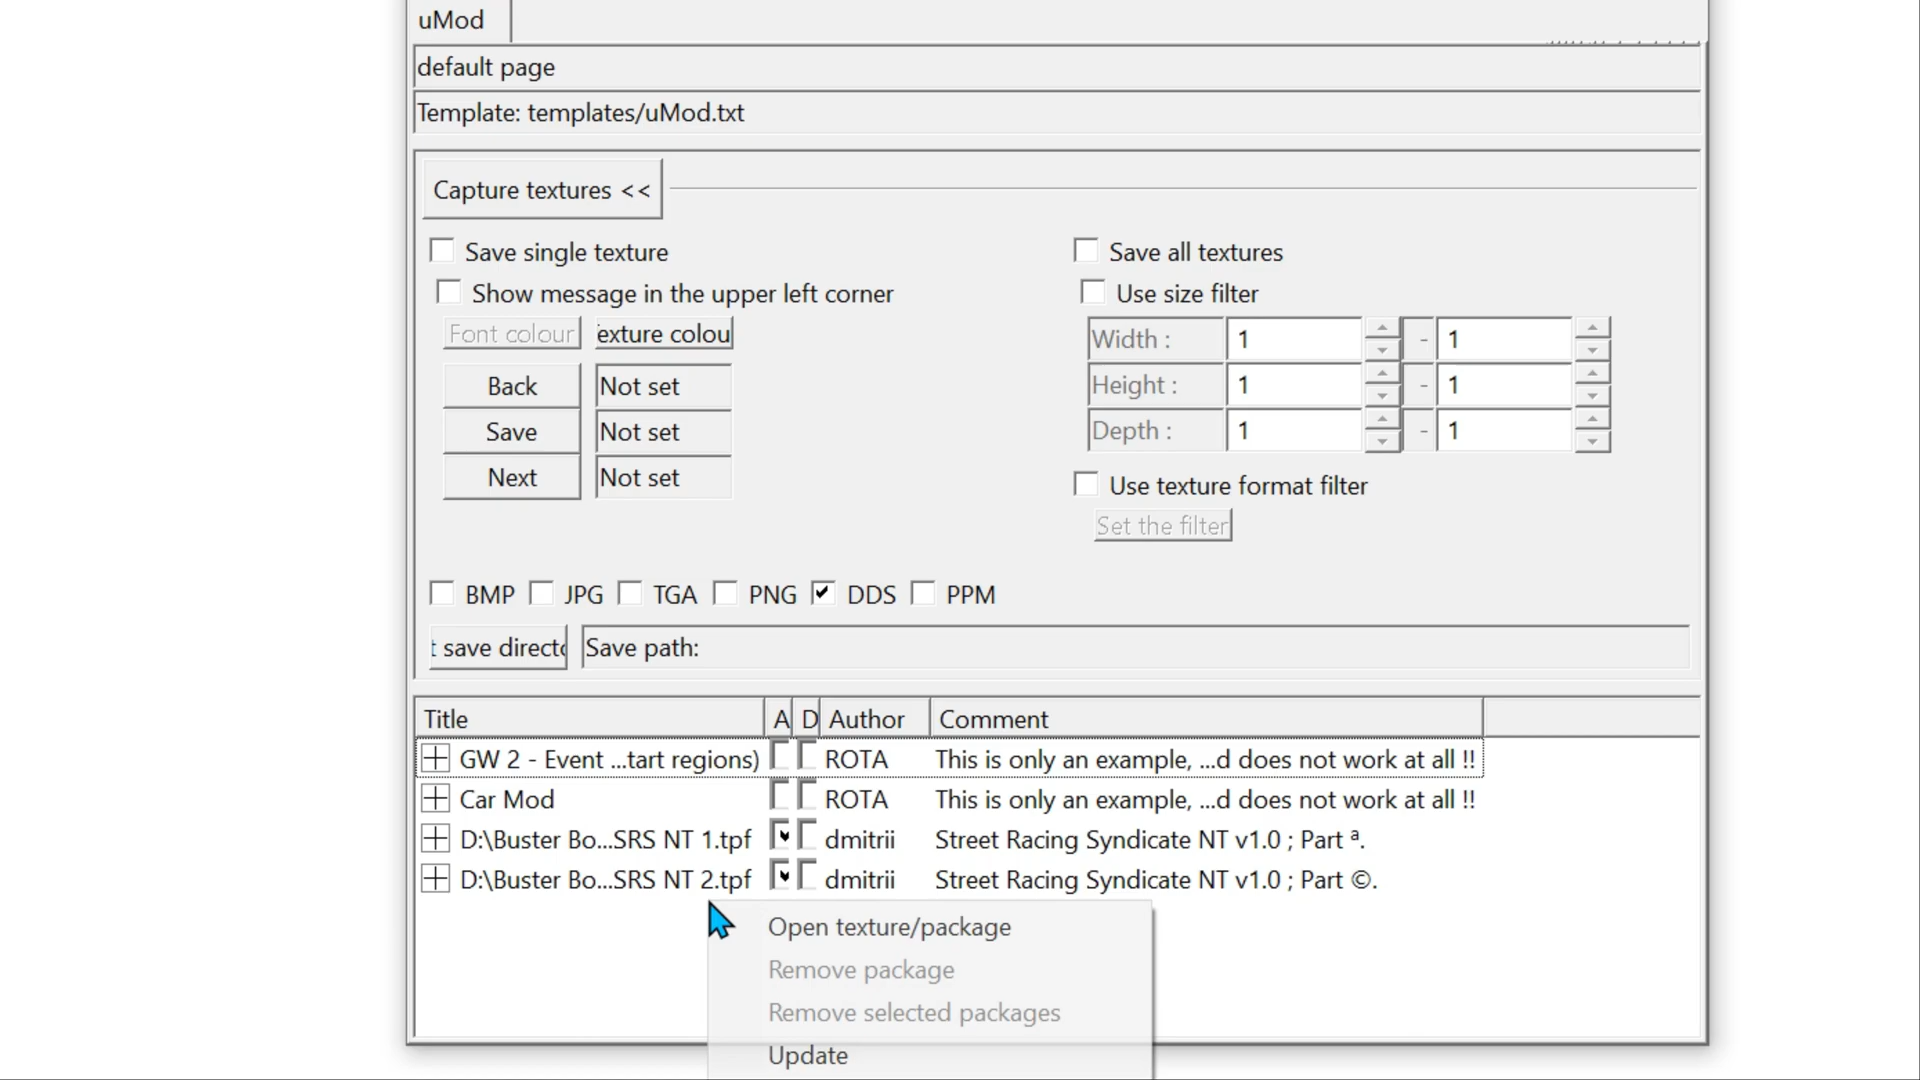 uMod
default page
Template: templates/uMod.txt
Capture textures <<
Save single texture
Save all textures
Show message in the upper left corner
Use size filter
Font colour
exture colou
Width :
1
-
1
Back
Not set
Height :
1
-
1
Save
Not set
Depth :
1
-
1
Next
Not set
Use texture format filter
Set the filter
BMP JPG TGA PNG DDS PPM
t save directo
Save path:
Title A D Author Comment
GW 2 - Event ...tart regions) ROTA This is only an example, ...d does not work at all !!
Car Mod ROTA This is only an example, ...d does not work at all !!
D:\Buster Bo...SRS NT 1.tpf dmitrii Street Racing Syndicate NT v1.0 ; Part ª.
D:\Buster Bo...SRS NT 2.tpf dmitrii Street Racing Syndicate NT v1.0 ; Part ©.
Open texture/package
Remove package
Remove selected packages
Update